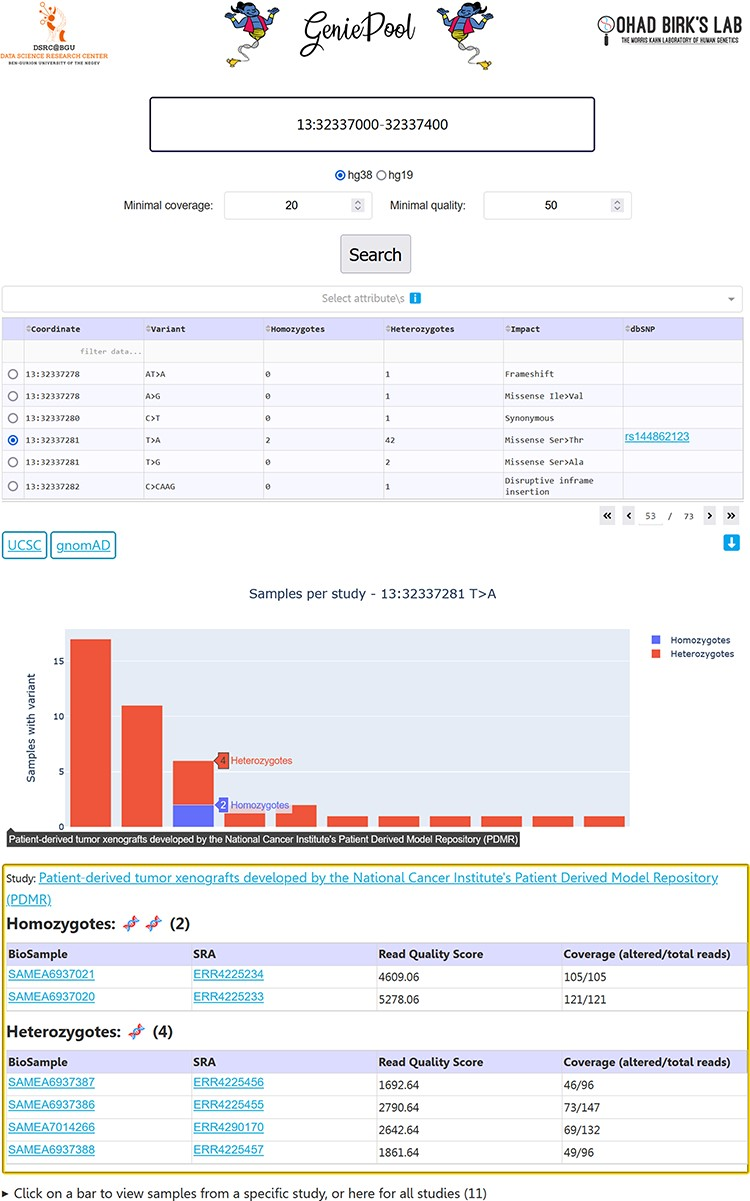 DSRC@BGU
DATA SCIENCE RESEARCH CENTER
BEN-GURION UNIVERSITY OF THE NEGEV
GeniePool
OHAD BIRK'S LAB
THE MORRIS KAHN LABORATORY OF HUMAN GENETICS
13:32337000-32337400
hg38 hg19
Minimal coverage: 20 Minimal quality: 50
Search
Select attribute\s i
Coordinate Variant Homozygotes Heterozygotes Impact dbSNP
filter data...
13:32337278 AT>A 0 1 Frameshift
13:32337278 A>G 0 1 Missense Ile>Val
13:32337280 C>T 0 1 Synonymous
13:32337281 T>A 2 42 Missense Ser>Thr rs144862123
13:32337281 T>G 0 2 Missense Ser>Ala
13:32337282 C>CAAG 0 1 Disruptive inframe
insertion
53 / 73
UCSC gnomAD
Samples per study - 13:32337281 T>A
Homozygotes
Heterozygotes
Samples with variant
15
10
5
0
4 Heterozygotes
2 Homozygotes
Patient-derived tumor xenografts developed by the National Cancer Institute's Patient Derived Model Repository (PDMR)
Study: Patient-derived tumor xenografts developed by the National Cancer Institute's Patient Derived Model Repository
(PDMR)
Homozygotes: (2)
BioSample SRA Read Quality Score Coverage (altered/total reads)
SAMEA6937021 ERR4225234 4609.06 105/105
SAMEA6937020 ERR4225233 5278.06 121/121
Heterozygotes: (4)
BioSample SRA Read Quality Score Coverage (altered/total reads)
SAMEA6937387 ERR4225456 1692.64 46/96
SAMEA6937386 ERR4225455 2790.64 73/147
SAMEA7014266 ERR4290170 2642.64 69/132
SAMEA6937388 ERR4225457 1861.64 49/96
Click on a bar to view samples from a specific study, or here for all studies (11)